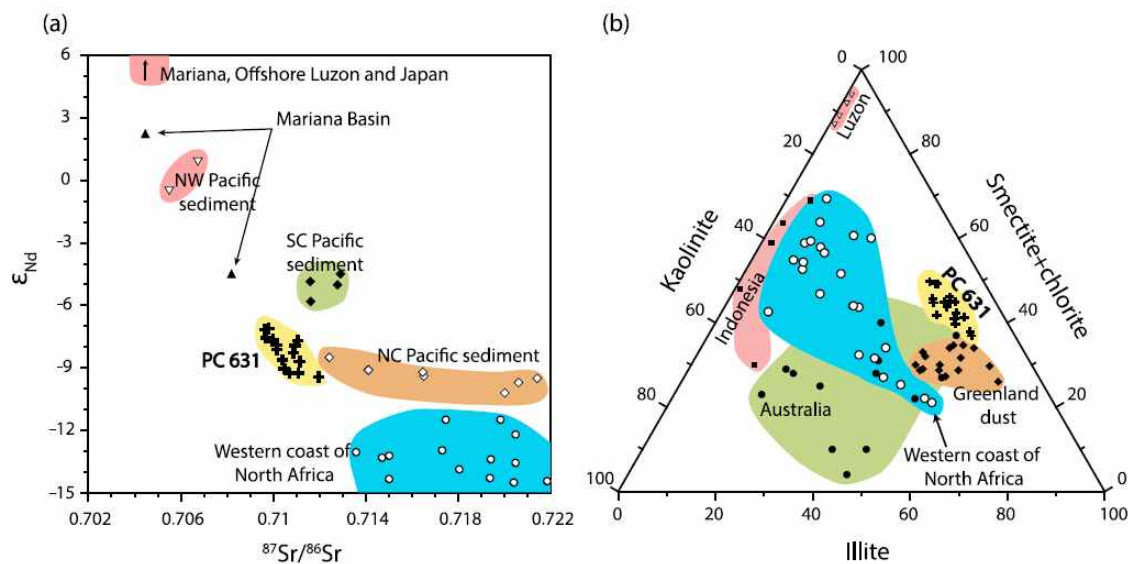 (a)
6
3
0
–3
–6
–9
–12
–15
εNd
0.702
0.706
0.71
0.714
0.718
0.722
87Sr/86Sr
Mariana, Offshore Luzon and Japan
Mariana Basin
NW Pacific
sediment
SC Pacific
sediment
PC 631
NC Pacific sediment
Western coast of
North Africa
(b)
0
100
20
80
40
60
60
40
80
20
100
0
0
20
40
60
80
100
Kaolinite
Smectite+chlorite
Illite
Luzon
Indonesia
PC 631
Australia
Greenland
dust
Western coast of
North Africa